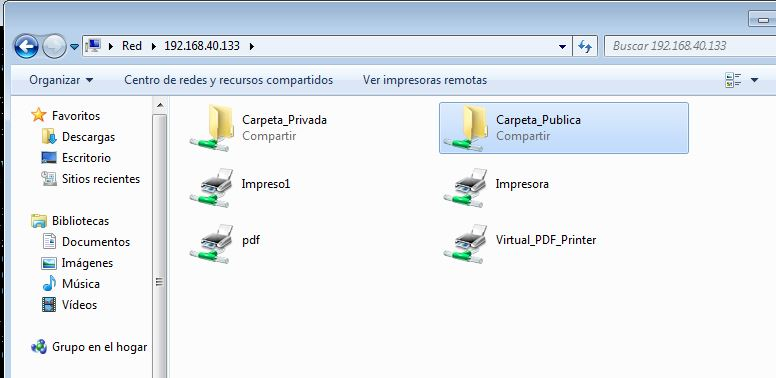 Red 192.168.40.133
Buscar 192.168.40.133
Organizar Centro de redes y recursos compartidos Ver impresoras remotas
Favoritos
Descargas
Escritorio
Sitios recientes
Bibliotecas
Documentos
Imágenes
Música
Vídeos
Grupo en el hogar
Carpeta_Privada
Compartir
Carpeta_Publica
Compartir
Impreso1
Impresora
pdf
Virtual_PDF_Printer